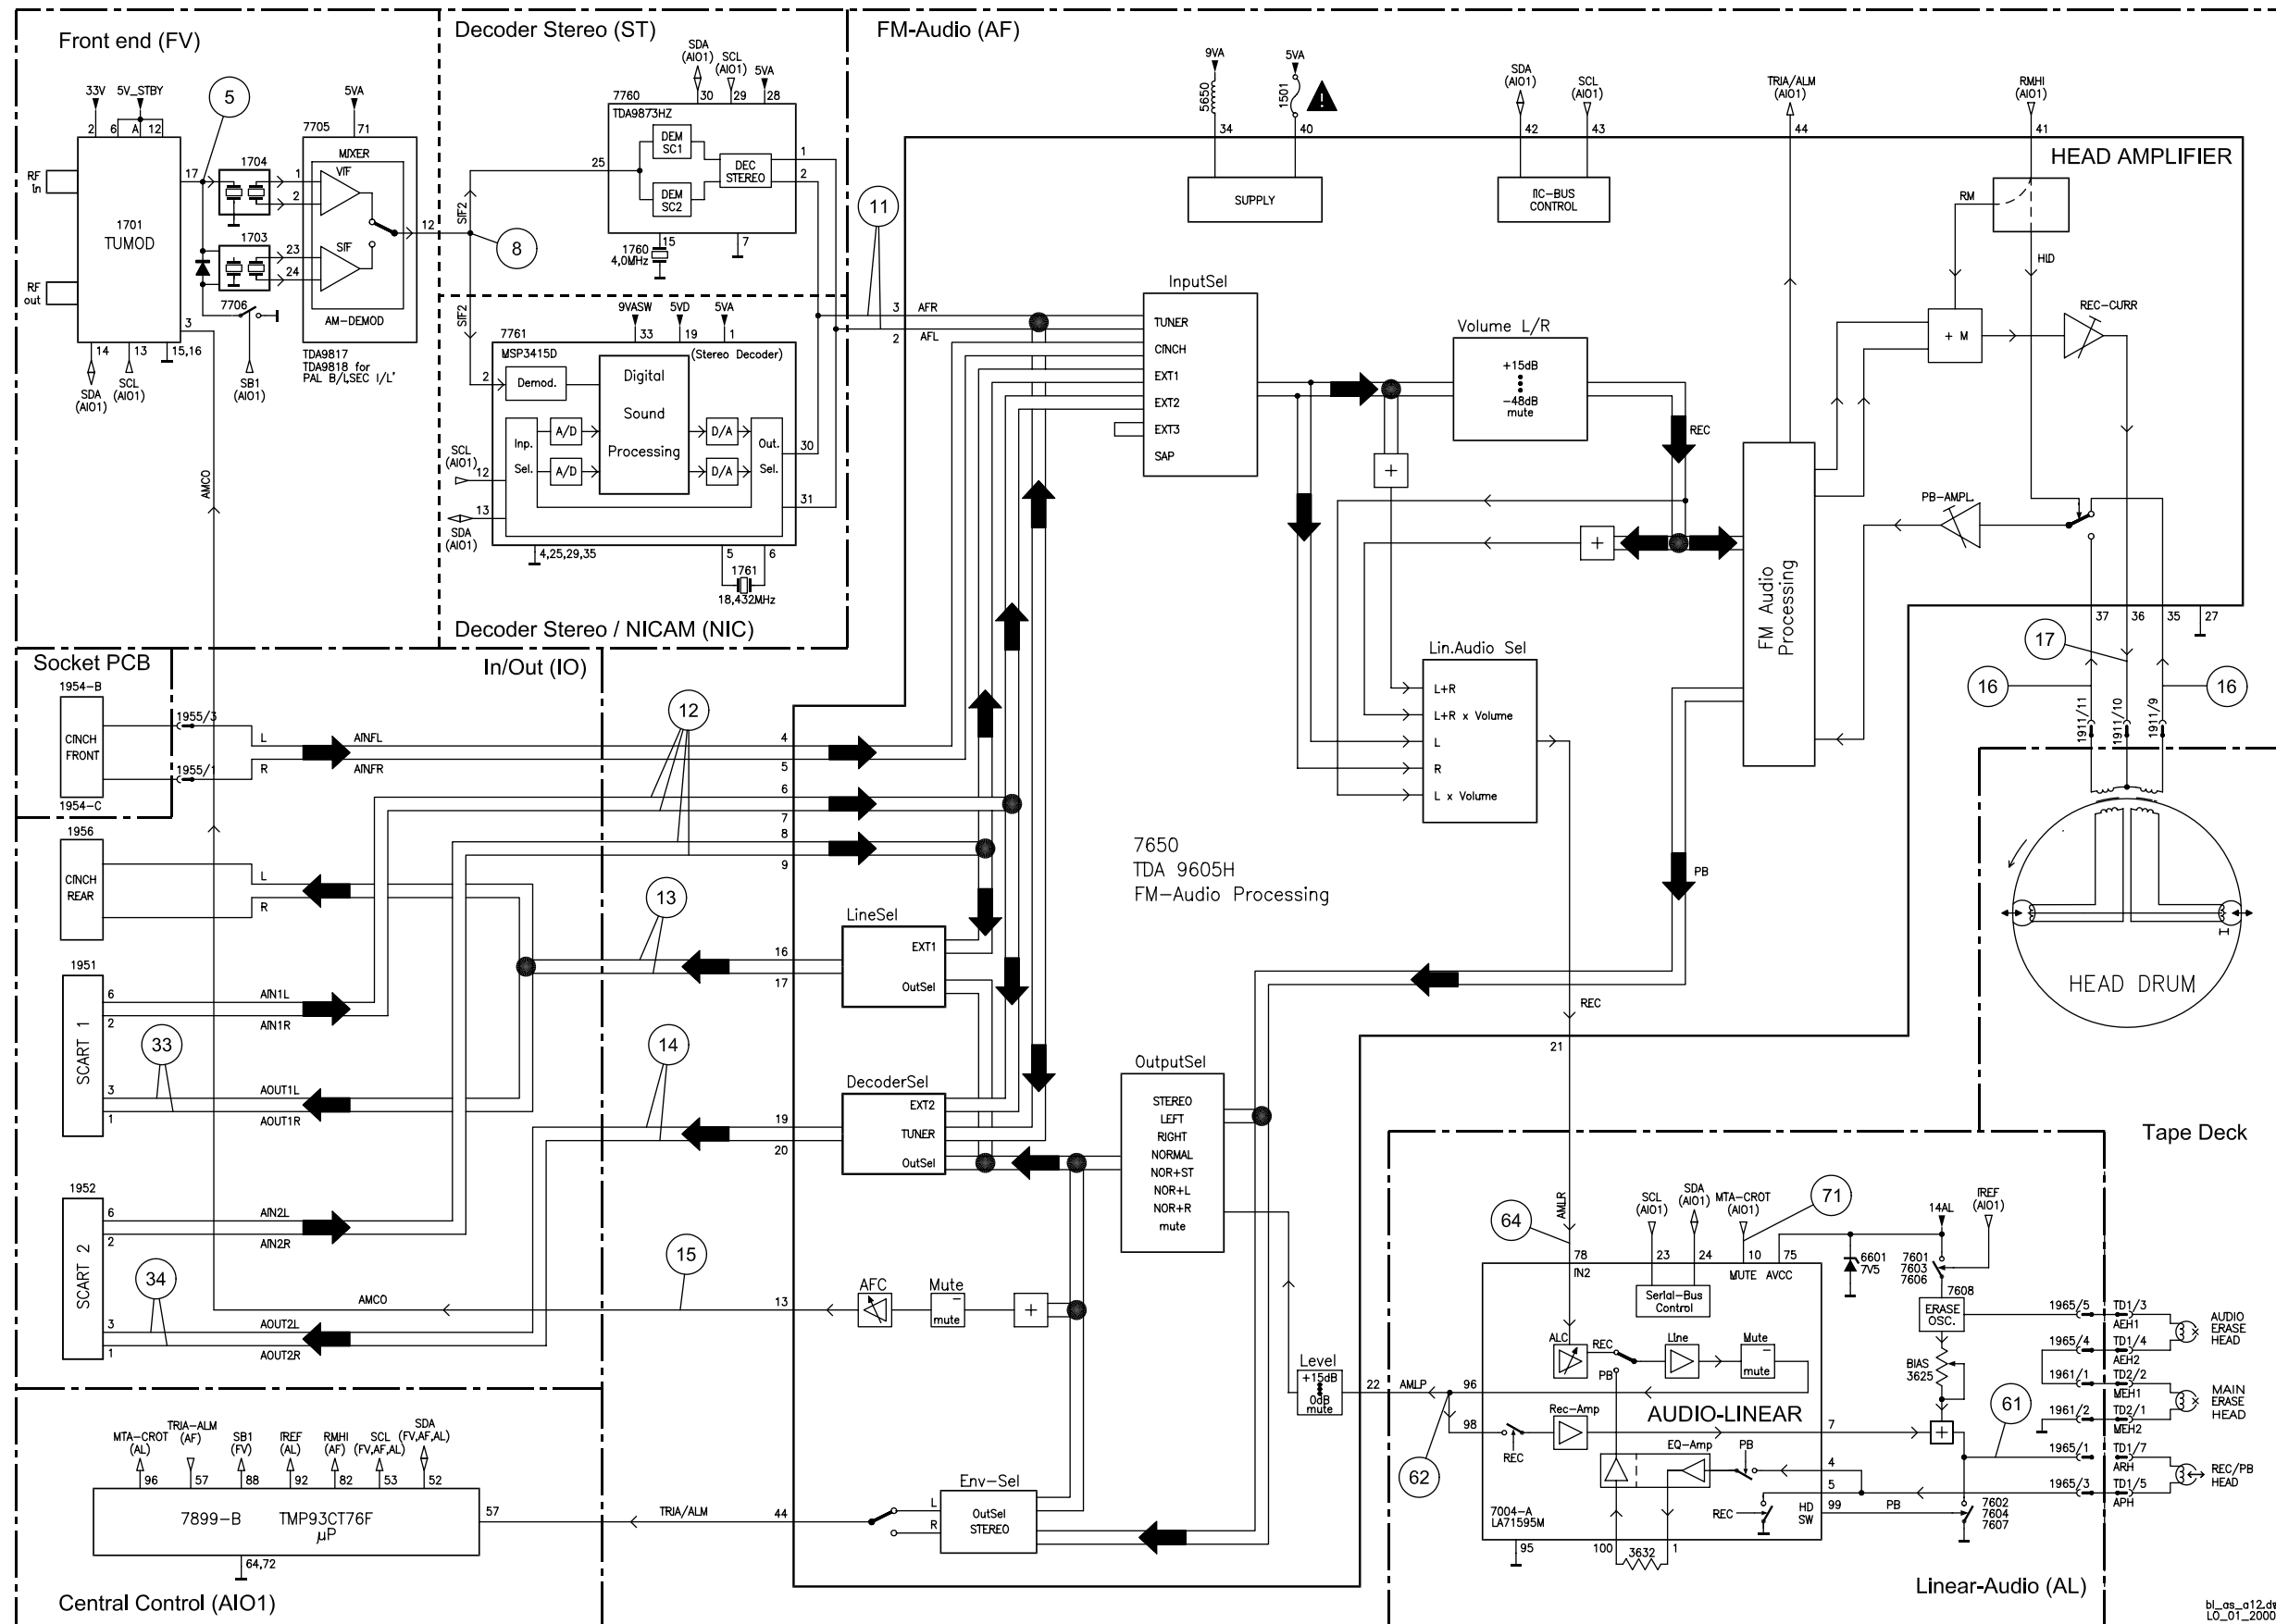 Front end (FV)
33V
5V_STBY
5
2
6
A
12
RF
in
RF
out
1701
TUMOD
17
3
14
13
15,16
SDA
(AIO1)
SCL
(AIO1)
1704
1703
7706
SB1
(AIO1)
5VA
7705
71
MIXER
VIF
SIF
1
2
23
24
12
AM-DEMOD
TDA9817
TDA9818 for
PAL B/L,SEC I/L'
AMCO
Decoder Stereo (ST)
SDA
(AIO1)
SCL
(AIO1)
5VA
7760
30
29
28
TDA9873HZ
DEM
SC1
DEM
SC2
DEC
STEREO
25
1
2
SIF2
8
1760
4,0MHz
15
7
SIF2
9VASW
5VD
5VA
7761
33
19
1
MSP3415D
(Stereo Decoder)
2
Demod.
Digital
Sound
Processing
Inp.
Sel.
A/D
A/D
D/A
D/A
Out.
Sel.
30
31
SCL
(AIO1)
12
13
SDA
(AIO1)
4,25,29,35
5
6
1761
18,432MHz
Decoder Stereo / NICAM (NIC)
FM-Audio (AF)
9VA
5VA
5650
1501
34
40
SUPPLY
SDA
(AIO1)
SCL
(AIO1)
42
43
IIC-BUS
CONTROL
TRIA/ALM
(AIO1)
44
RMHI
(AIO1)
41
HEAD AMPLIFIER
RM
HID
+ M
REC-CURR
PB-AMPL.
11
3
AFR
2
AFL
InputSel
TUNER
CINCH
EXT1
EXT2
EXT3
SAP
Volume L/R
+15dB
-48dB
mute
REC
+
+
FM Audio
Processing
Lin.Audio Sel
L+R
L+R x Volume
L
R
L x Volume
37
36
35
27
17
16
16
1911/11
1911/10
1911/9
HEAD DRUM
Tape Deck
Socket PCB
1954-B
CINCH
FRONT
1954-C
1955/3
1955/1
In/Out (IO)
L
R
AINFL
AINFR
12
4
5
6
7
8
9
1956
CINCH
REAR
L
R
13
16
17
1951
SCART 1
6
2
3
1
AIN1L
AIN1R
33
AOUT1L
AOUT1R
14
19
20
1952
SCART 2
6
2
3
1
AIN2L
AIN2R
34
AMCO
15
13
AOUT2L
AOUT2R
7650
TDA 9605H
FM-Audio Processing
PB
LineSel
EXT1
OutSel
DecoderSel
EXT2
TUNER
OutSel
OutputSel
STEREO
LEFT
RIGHT
NORMAL
NOR+ST
NOR+L
NOR+R
mute
AFC
Mute
mute
+
Level
+15dB
0dB
mute
22
AMLP
REC
21
AMLR
Env-Sel
OutSel
STEREO
L
R
44
TRIA/ALM
MTA-CROT
(AL)
TRIA-ALM
(AF)
SB1
(FV)
IREF
(AL)
RMHI
(AF)
SCL
(FV,AF,AL)
SDA
(FV,AF,AL)
96
57
88
92
82
53
52
7899-B
TMP93CT76F
µP
57
64,72
Central Control (AIO1)
64
SCL
(AIO1)
SDA
(AIO1)
MTA-CROT
(AIO1)
71
78
23
24
10
75
IN2
MUTE
AVCC
Serial-Bus
Control
6601
7V5
14AL
IREF
(AIO1)
7601
7603
7606
7608
ERASE
OSC.
BIAS
3625
+
ALC
REC
PB
Line
Mute
mute
96
98
62
REC
Rec-Amp
AUDIO-LINEAR
EQ-Amp
PB
7
4
5
99
REC
HD
SW
PB
7602
7604
7607
61
7004-A
LA71595M
95
100
3632
1
1965/5
TD1/3
AEH1
1965/4
TD1/4
AEH2
1961/1
TD2/2
MEH1
1961/2
TD2/1
MEH2
1965/1
TD1/7
ARH
1965/3
TD1/5
APH
AUDIO
ERASE
HEAD
MAIN
ERASE
HEAD
REC/PB
HEAD
Linear-Audio (AL)